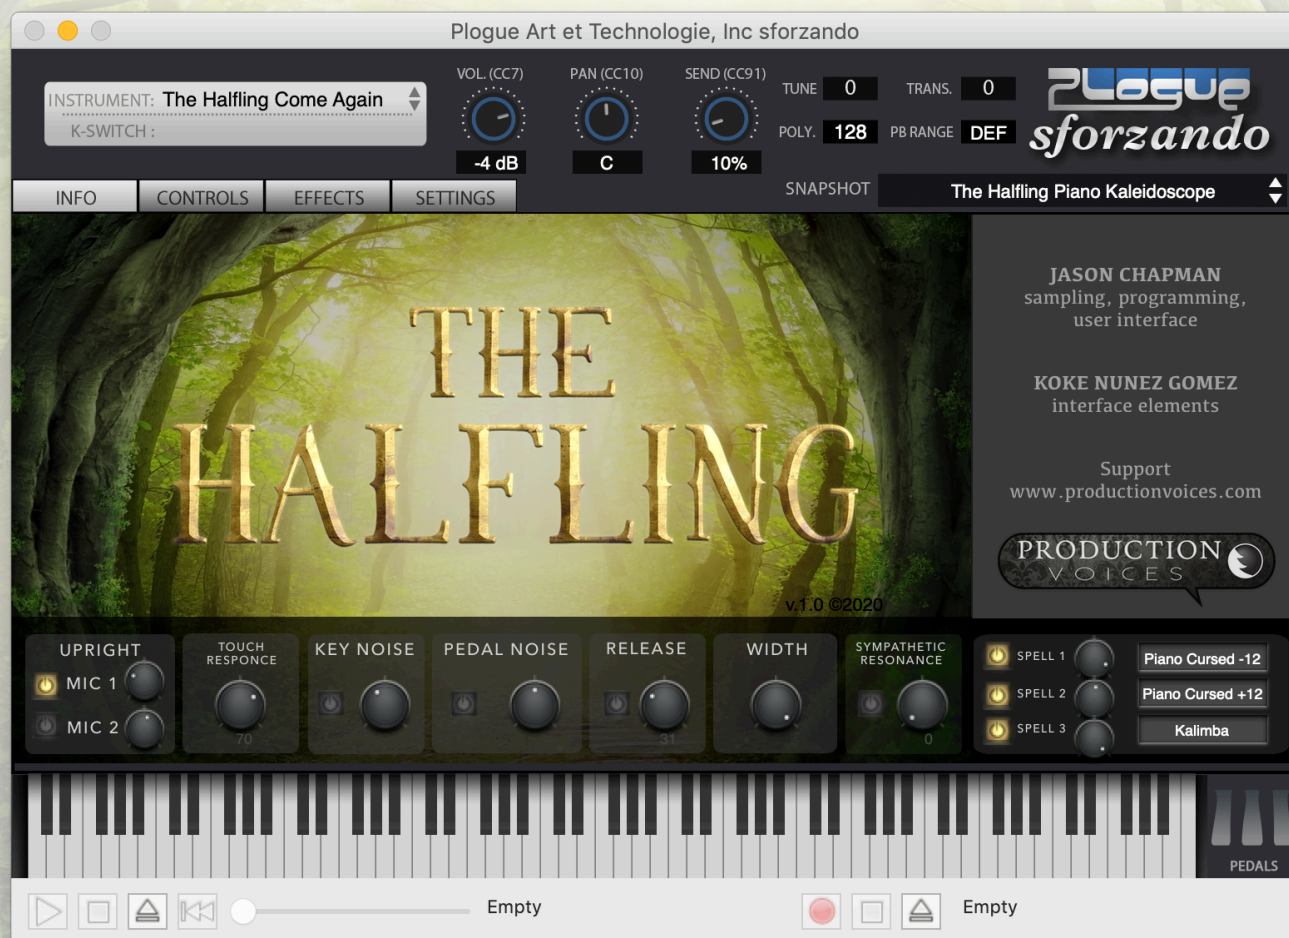 Plogue Art et Technologie, Inc sforzando
INSTRUMENT: The Halfling Come Again
K-SWITCH :
VOL. (CC7)
-4 dB
PAN (CC10)
C
SEND (CC91)
10%
TUNE 0
TRANS. 0
POLY. 128
PB RANGE DEF
Plogue
sforzando
INFO
CONTROLS
EFFECTS
SETTINGS
SNAPSHOT The Halfling Piano Kaleidoscope
THE
HALFLING
v.1.0 ©2020
JASON CHAPMAN
sampling, programming,
user interface
KOKE NUNEZ GOMEZ
interface elements
Support
www.productionvoices.com
PRODUCTION
VOICES
UPRIGHT
MIC 1
MIC 2
TOUCH
RESPONCE
70
KEY NOISE
PEDAL NOISE
RELEASE
31
WIDTH
SYMPATHETIC
RESONANCE
0
SPELL 1 Piano Cursed -12
SPELL 2 Piano Cursed +12
SPELL 3 Kalimba
PEDALS
Empty
Empty